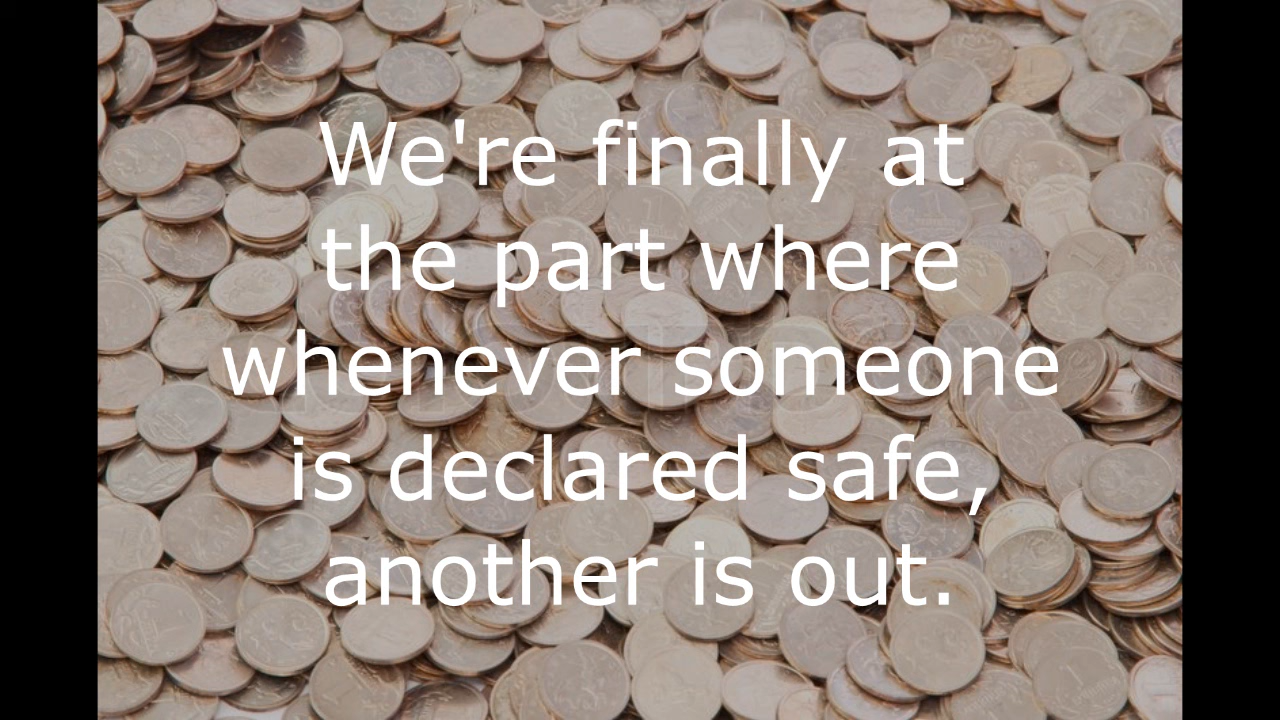 We're finally at
the part where
whenever someone
is declared safe,
another is out.